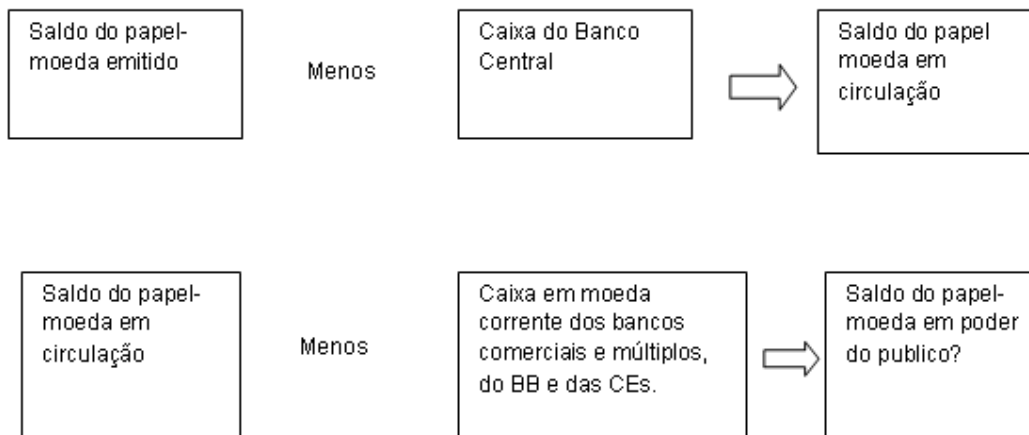 Saldo do papel-
moeda emitido
Menos
Caixa do Banco
Central
Saldo do papel
moeda em
circulação
Saldo do papel-
moeda em
circulação
Menos
Caixa em moeda
corrente dos bancos
comerciais e múltiplos,
do BB e das CEs.
Saldo do papel-
moeda em poder
do publico?